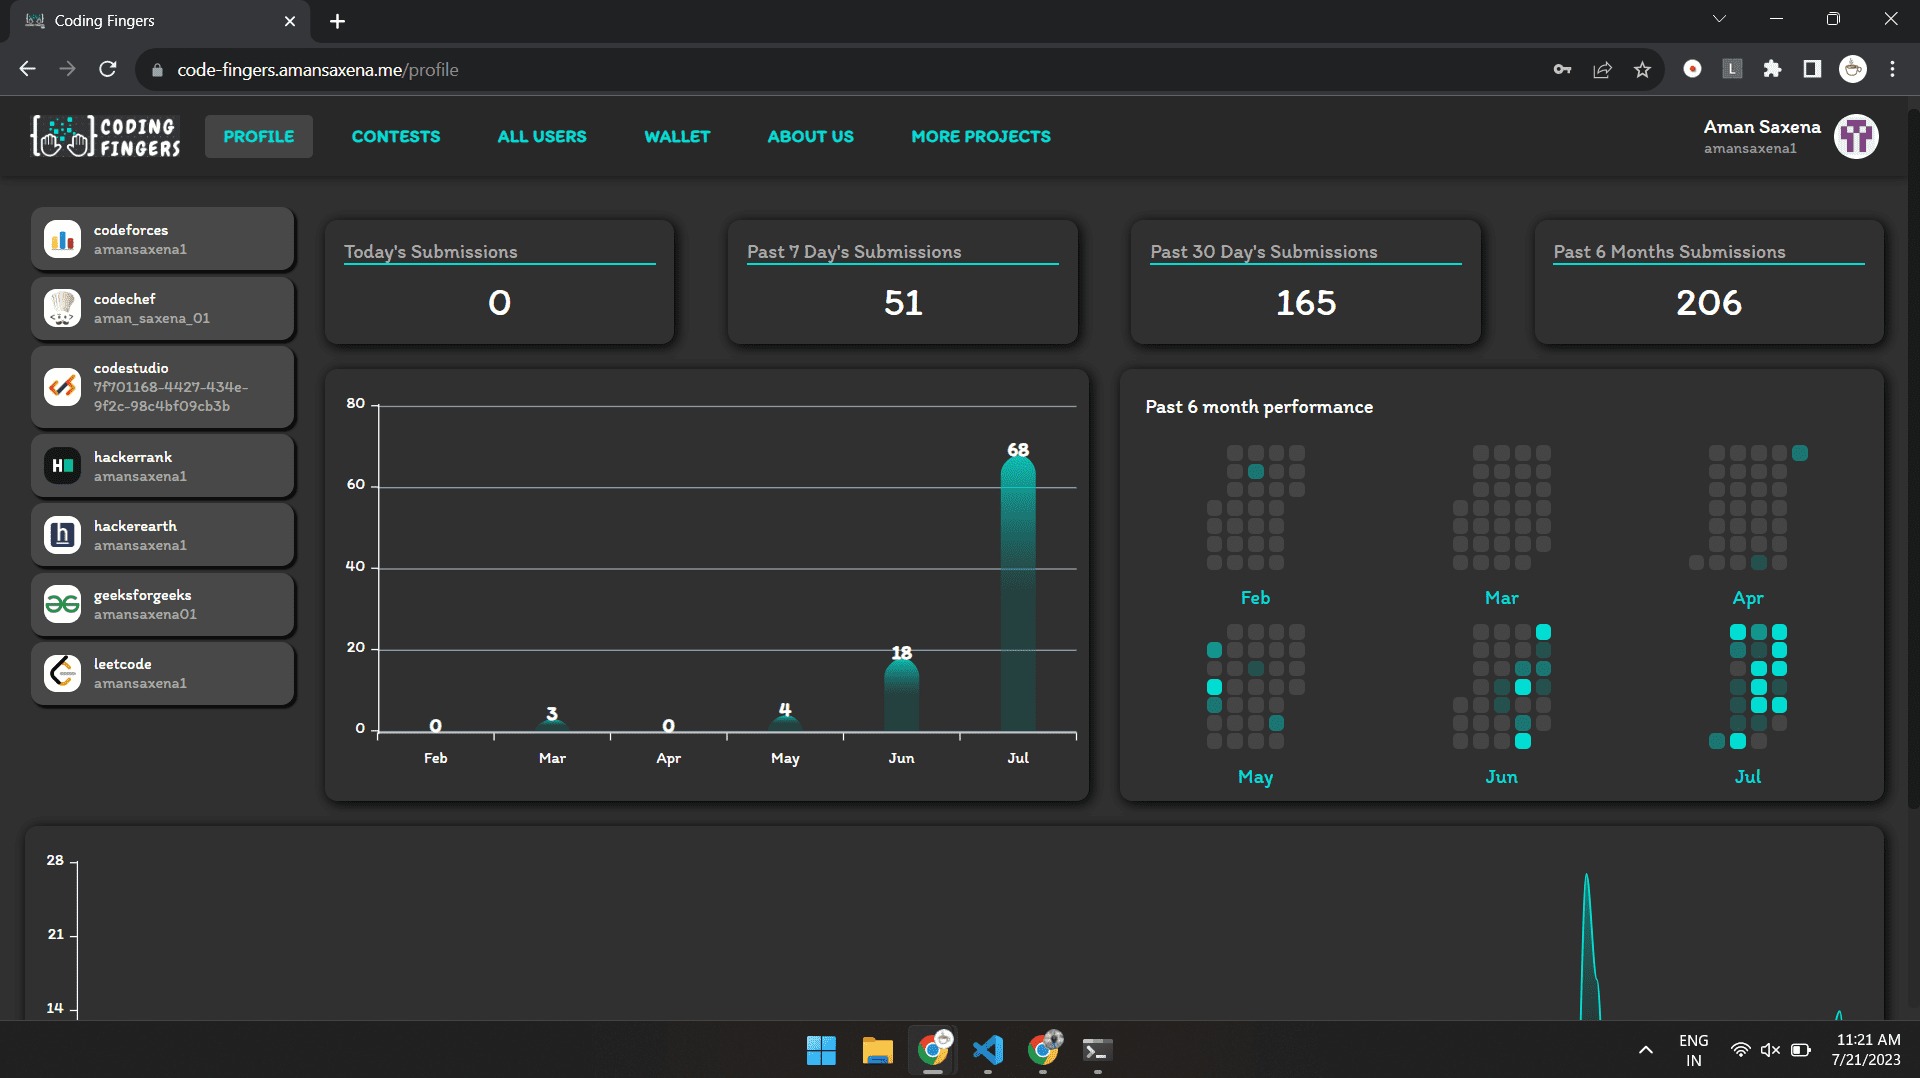 Coding Fingers
code-fingers.amansaxena.me/profile
L
CODING
FINGERS
PROFILE
CONTESTS
ALL USERS
WALLET
ABOUT US
MORE PROJECTS
Aman Saxena
amansaxena1
codeforces
amansaxena1
codechef
aman_saxena_01
codestudio
7f701168-4427-434e-
9f2c-98c4bf09cb3b
H
hackerrank
amansaxena1
h
hackerearth
amansaxena1
geeksforgeeks
amansaxena01
leetcode
amansaxena1
Today's Submissions
0
Past 7 Day's Submissions
51
Past 30 Day's Submissions
165
Past 6 Months Submissions
206
80
60
40
20
0
0
3
0
4
18
68
Feb
Mar
Apr
May
Jun
Jul
Past 6 month performance
Feb
Mar
Apr
May
Jun
Jul
28
21
14
ENG
IN
11:21 AM
7/21/2023